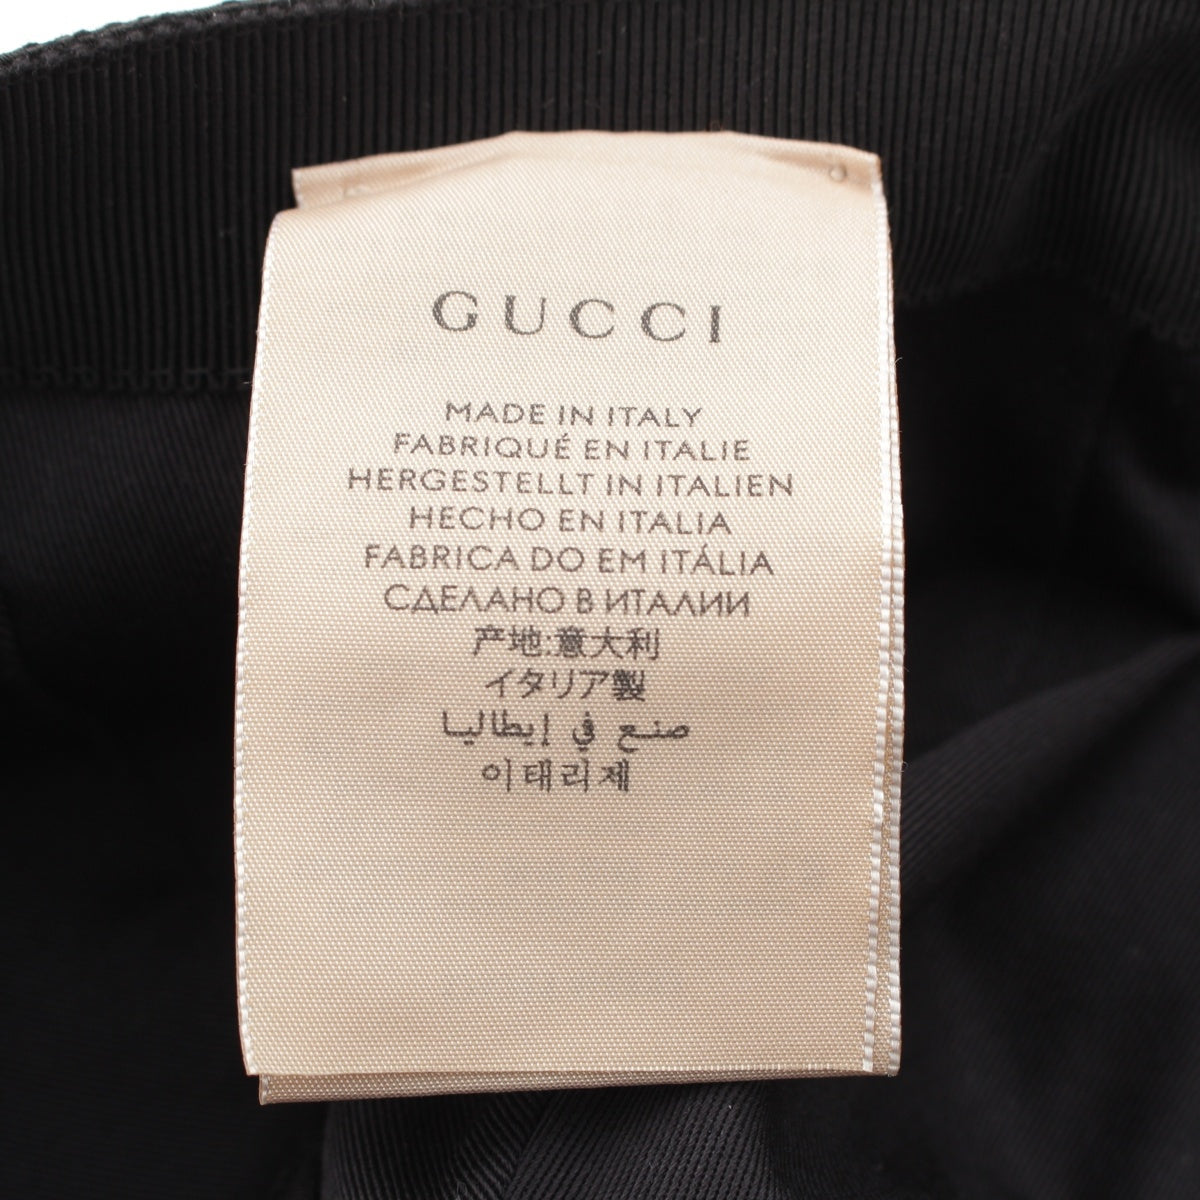 GUCCI
MADE IN ITALY
FABRIQUÉ EN ITALIE
HERGESTELLT IN ITALIEN
HECHO EN ITALIA
FABRICA DO EM ITÁLIA
СДЕЛАНО В ИТАЛИИ
产地:意大利
イタリア製
صنع في إيطاليا
이태리제